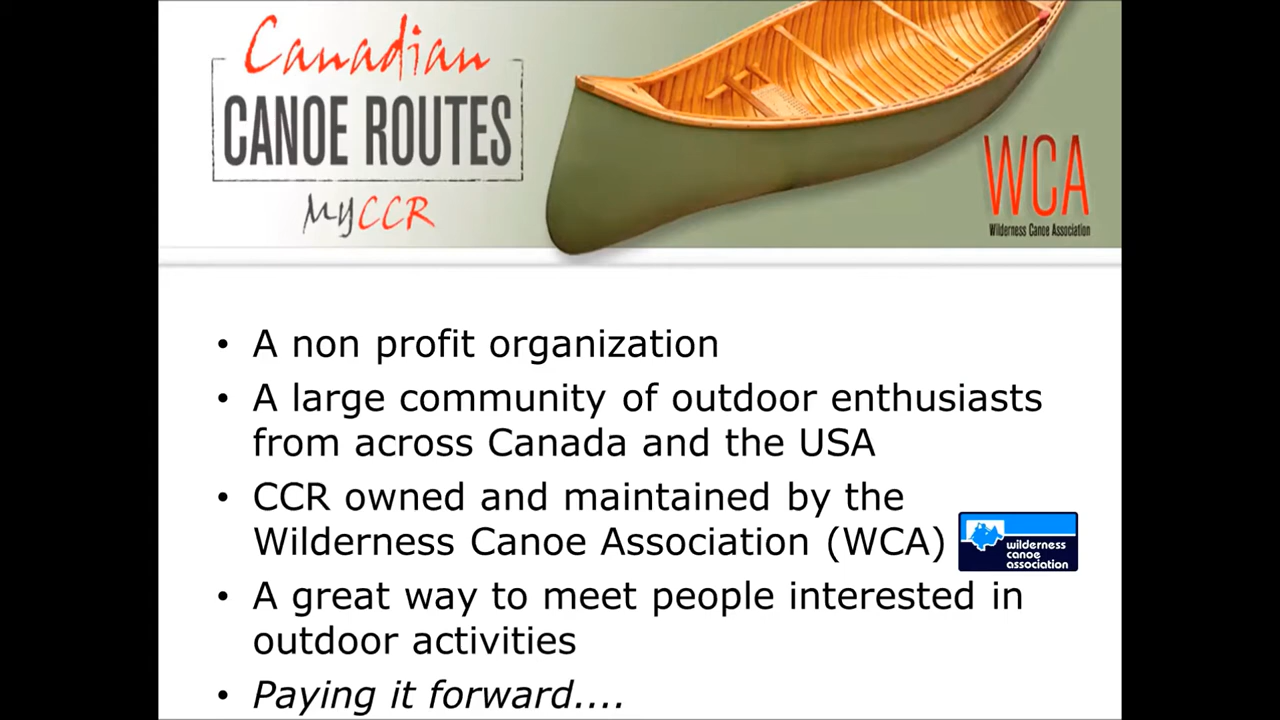 Canadian
CANOE ROUTES
MyCCR
WCA
Wilderness Canoe Association
• A non profit organization
• A large community of outdoor enthusiasts
from across Canada and the USA
• CCR owned and maintained by the
Wilderness Canoe Association (WCA)
wilderness
canoe
association
• A great way to meet people interested in
outdoor activities
• Paying it forward....